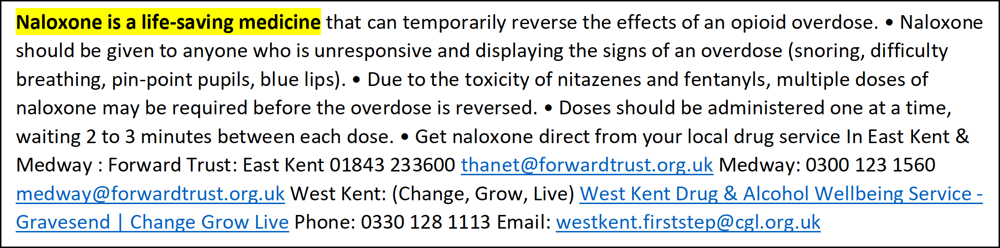 Naloxone is a life-saving medicine that can temporarily reverse the effects of an opioid overdose. • Naloxone
should be given to anyone who is unresponsive and displaying the signs of an overdose (snoring, difficulty
breathing, pin-point pupils, blue lips). • Due to the toxicity of nitazenes and fentanyls, multiple doses of
naloxone may be required before the overdose is reversed. • Doses should be administered one at a time,
waiting 2 to 3 minutes between each dose. • Get naloxone direct from your local drug service In East Kent &
Medway : Forward Trust: East Kent 01843 233600 thanet@forwardtrust.org.uk Medway: 0300 123 1560
medway@forwardtrust.org.uk West Kent: (Change, Grow, Live) West Kent Drug & Alcohol Wellbeing Service -
Gravesend | Change Grow Live Phone: 0330 128 1113 Email: westkent.firststep@cgl.org.uk